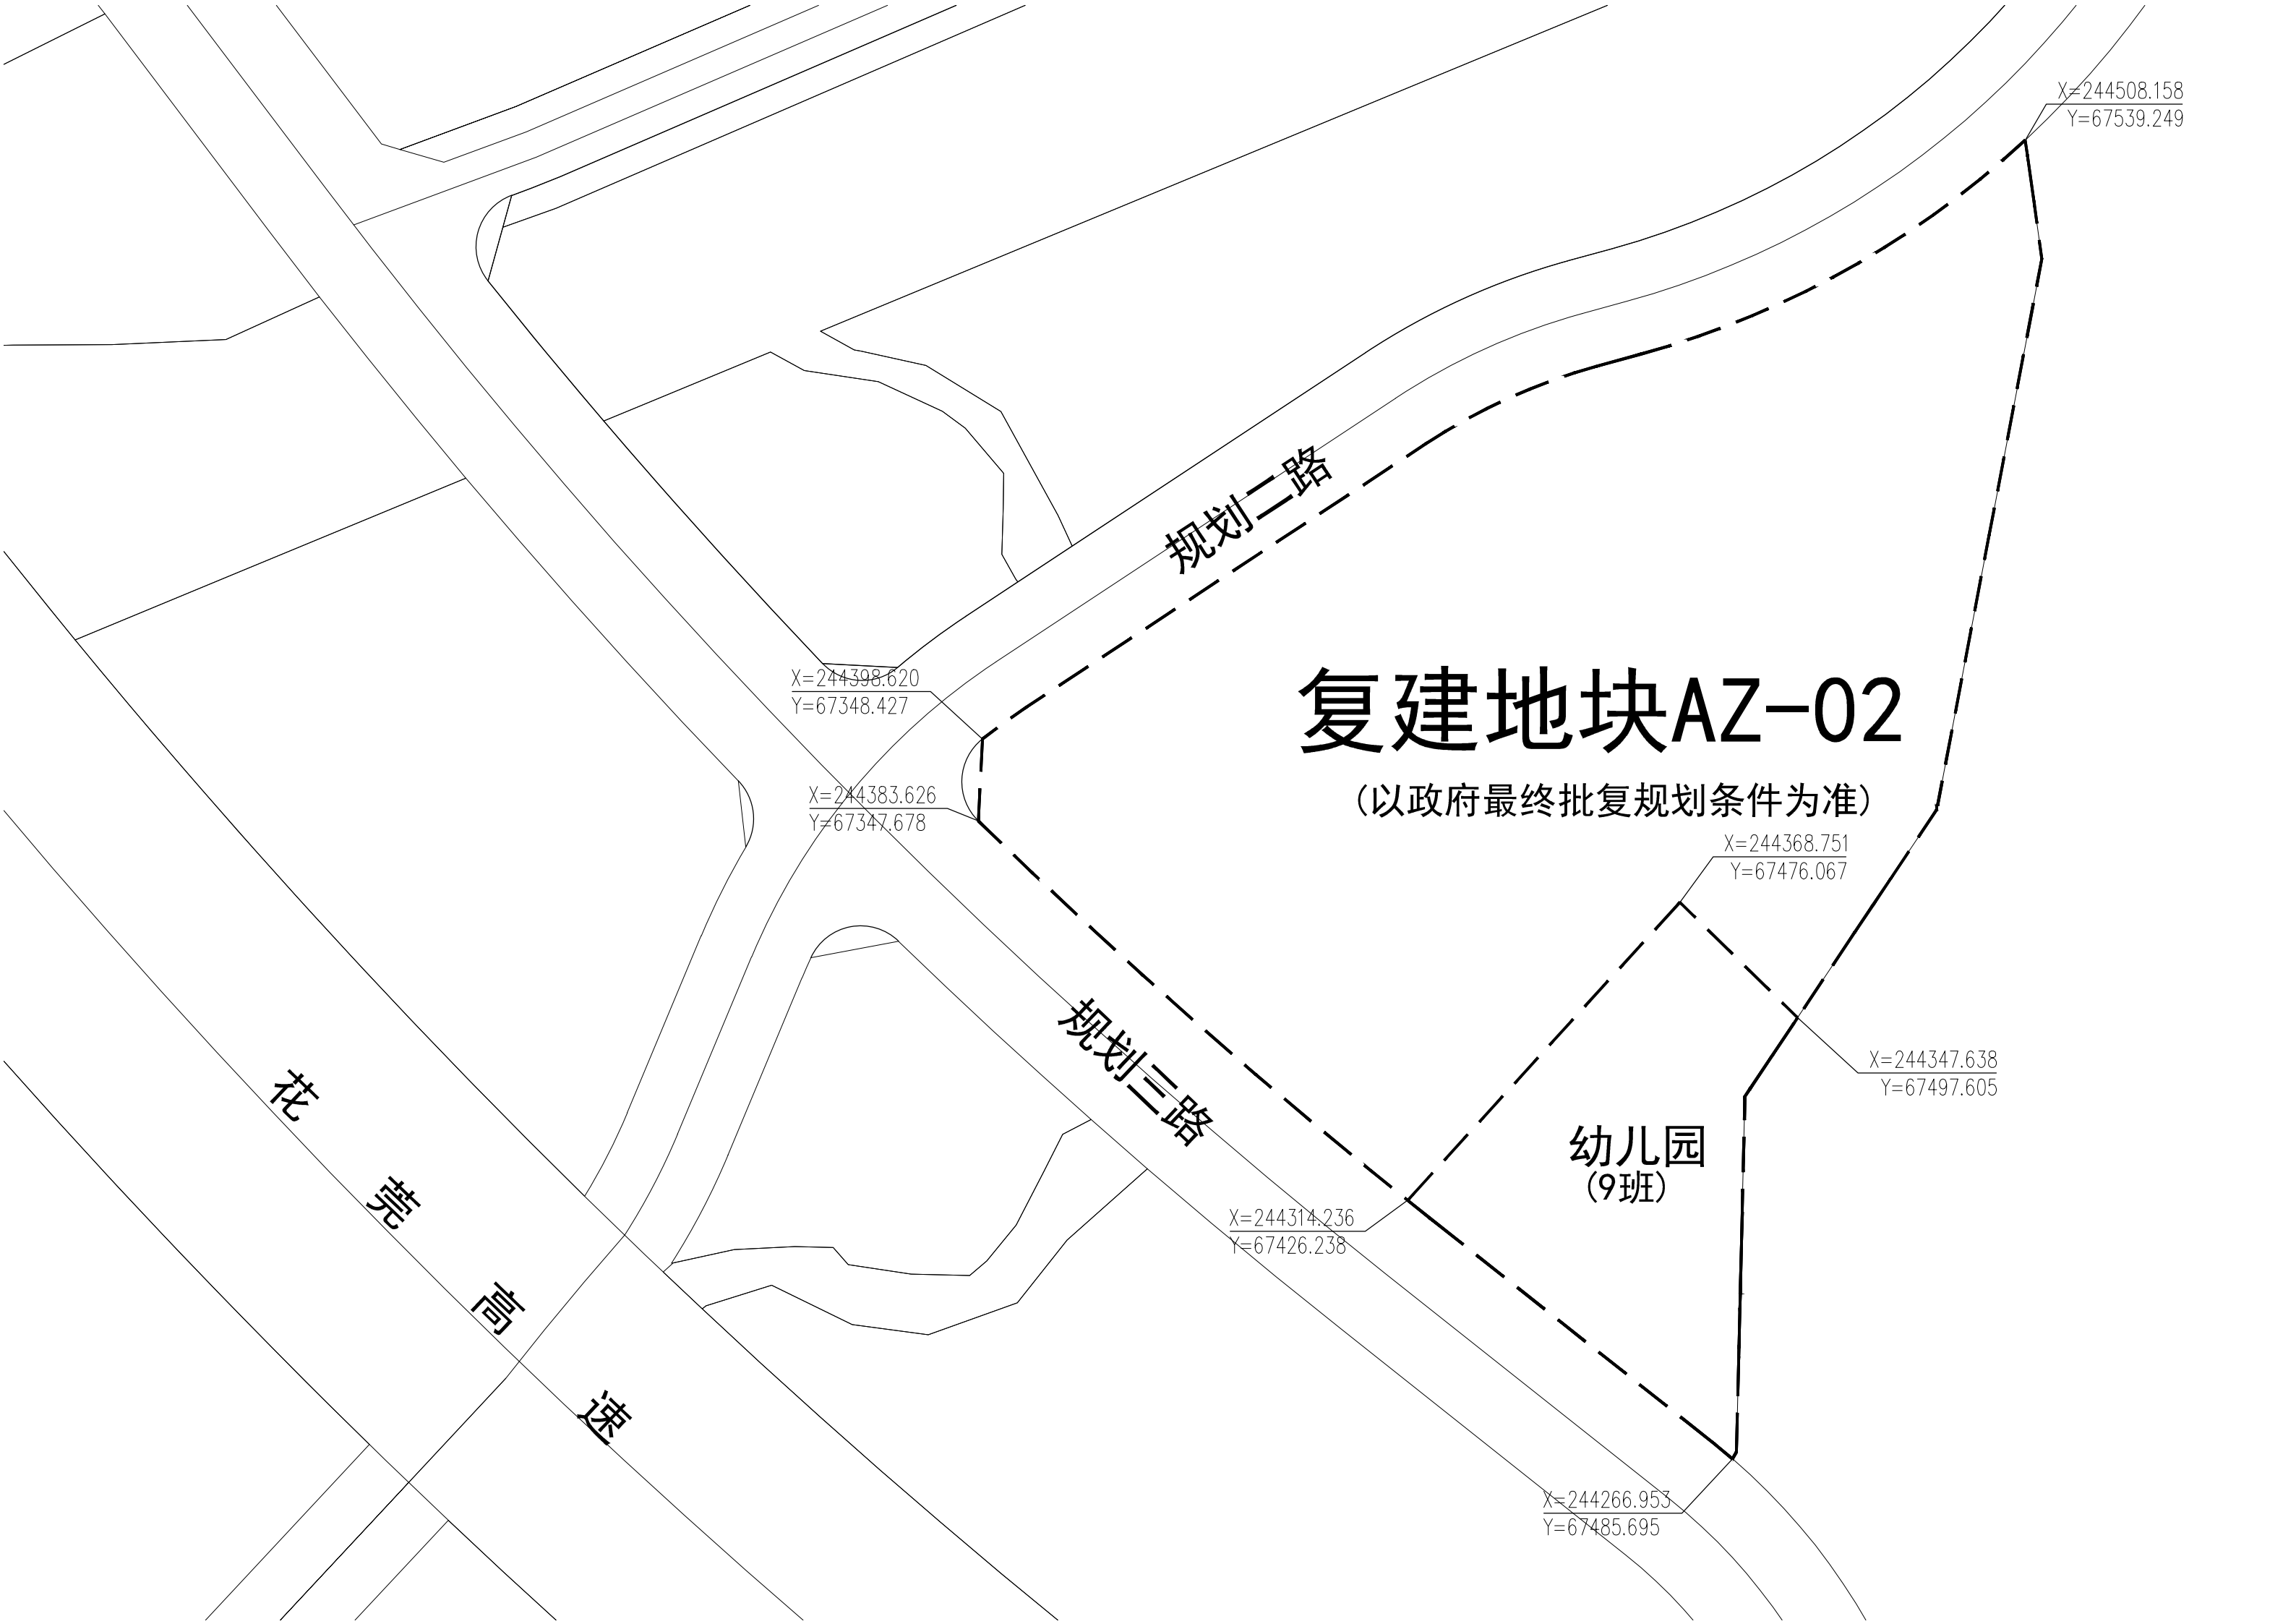 X=244508.158
Y=67539.249
规划二路
X=244398.620
Y=67348.427
复建地块AZ-02
(以政府最终批复规划条件为准)
X=244383.626
Y=67347.678
X=244368.751
Y=67476.067
规划三路
X=244347.638
Y=67497.605
花莞高速
幼儿园
(9班)
X=244314.236
Y=67426.238
X=244266.953
Y=67485.695